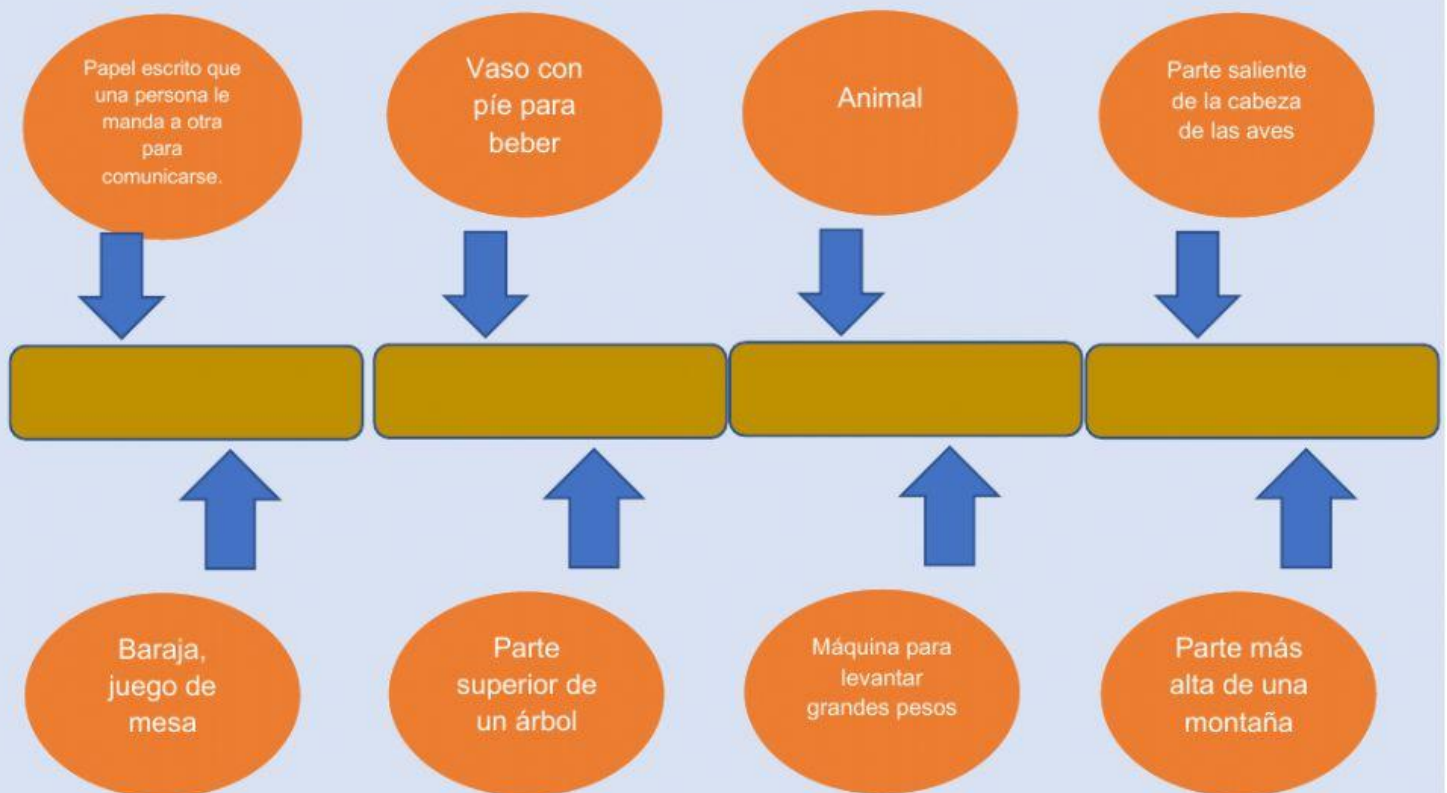 Papel escrito que
una persona le
manda a otra
para
comunicarse.
Vaso con
píe para
beber
Animal
Parte saliente
de la cabeza
de las aves
Baraja,
juego de
mesa
Parte
superior de
un árbol
Máquina para
levantar
grandes pesos
Parte más
alta de una
montaña